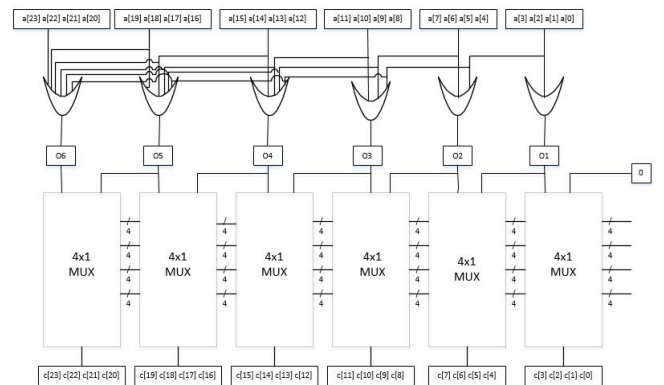 a[23] a[22] a[21] a[20] a[19] a[18] a[17] a[16] a[15] a[14] a[13] a[12] a[11] a[10] a[9] a[8] a[7] a[6] a[5] a[4] a[3] a[2] a[1] a[0]
O6 O5 O4 O3 O2 O1
0
4x1 4x1 4x1 4x1 4x1 4x1
MUX MUX MUX MUX MUX MUX
4 4 4 4 4 4
4 4 4 4 4 4
4 4 4 4 4 4
4 4 4 4 4 4
c[23] c[22] c[21] c[20] c[19] c[18] c[17] c[16] c[15] c[14] c[13] c[12] c[11] c[10] c[9] c[8] c[7] c[6] c[5] c[4] c[3] c[2] c[1] c[0]